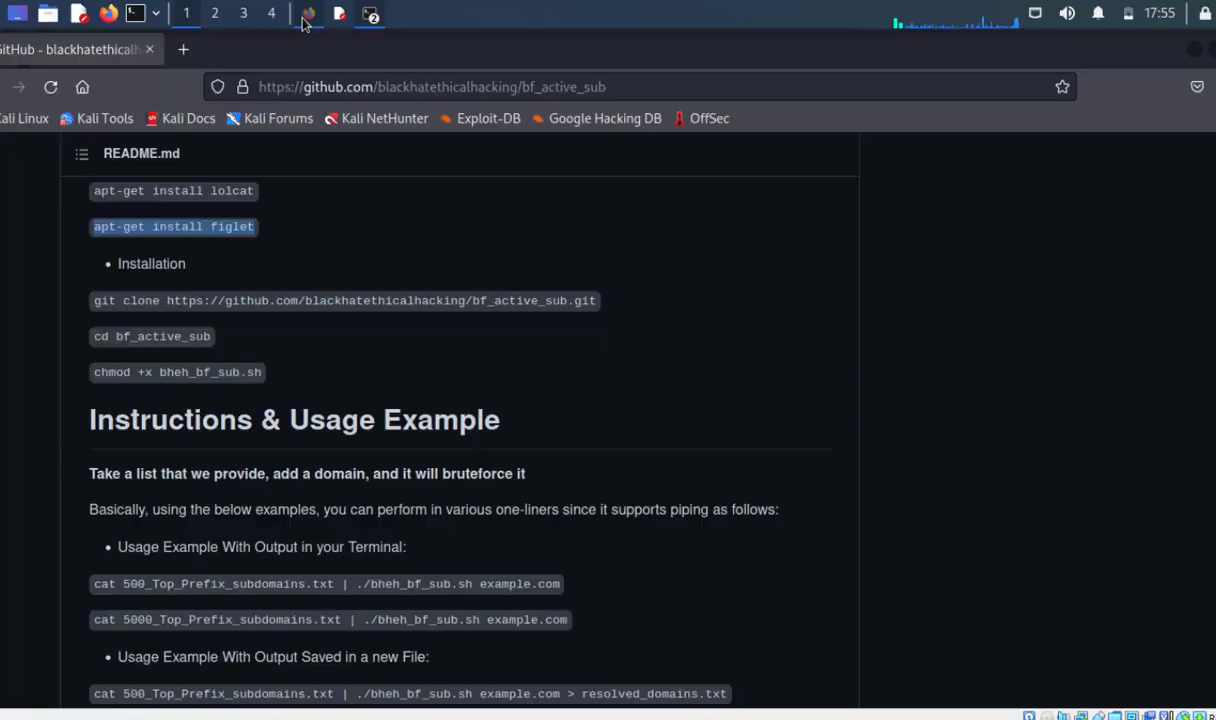 1 2 3 4 2 17:55
itHub - blackhatethicalh
https://github.com/blackhatethicalhacking/bf_active_sub
Kali Linux Kali Tools Kali Docs Kali Forums Kali NetHunter Exploit-DB Google Hacking DB OffSec
README.md
apt-get install lolcat
apt-get install figlet
Installation
git clone https://github.com/blackhatethicalhacking/bf_active_sub.git
cd bf_active_sub
chmod +x bheh_bf_sub.sh
Instructions & Usage Example
Take a list that we provide, add a domain, and it will bruteforce it
Basically, using the below examples, you can perform in various one-liners since it supports piping as follows:
Usage Example With Output in your Terminal:
cat 500_Top_Prefix_subdomains.txt | ./bheh_bf_sub.sh example.com
cat 5000_Top_Prefix_subdomains.txt | ./bheh_bf_sub.sh example.com
Usage Example With Output Saved in a new File:
cat 500_Top_Prefix_subdomains.txt | ./bheh_bf_sub.sh example.com > resolved_domains.txt